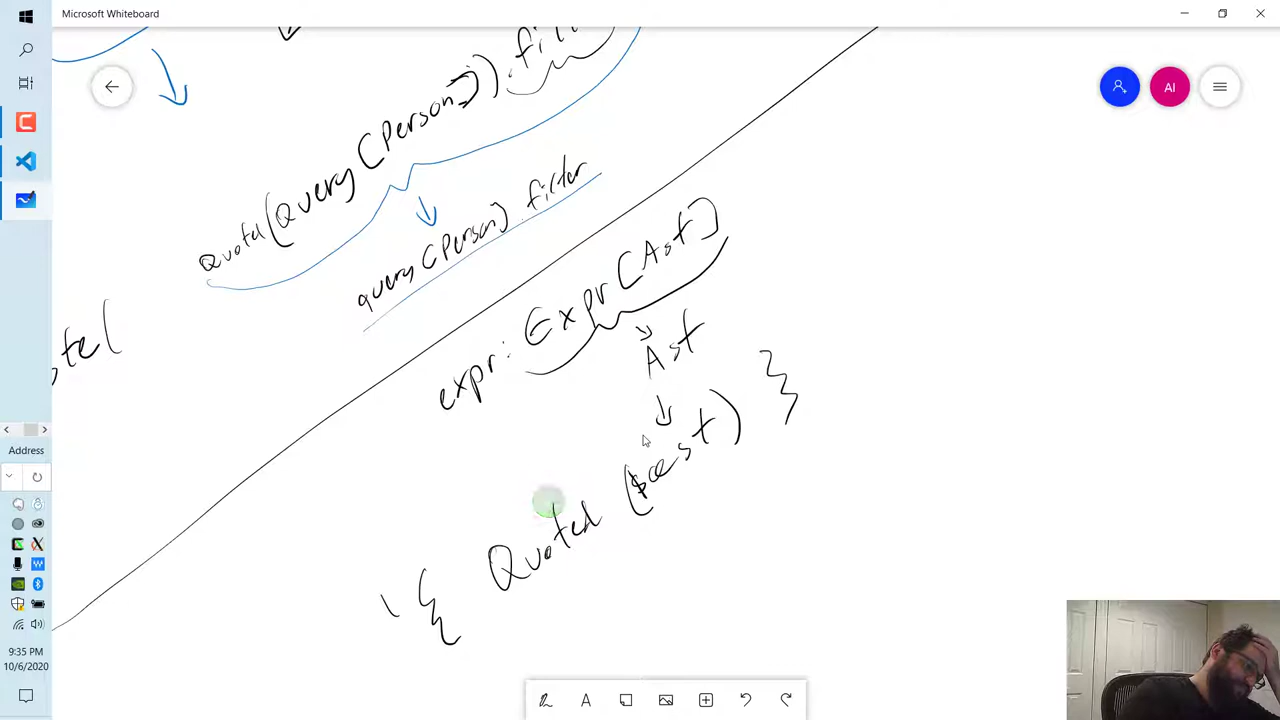 Microsoft Whiteboard
Quoted(Query[Person]).filter
query[Person].filter
expr: Expr[Ast]
Ast
'{ Quoted($ast) }
AI
Address
9:35 PM
10/6/2020
A